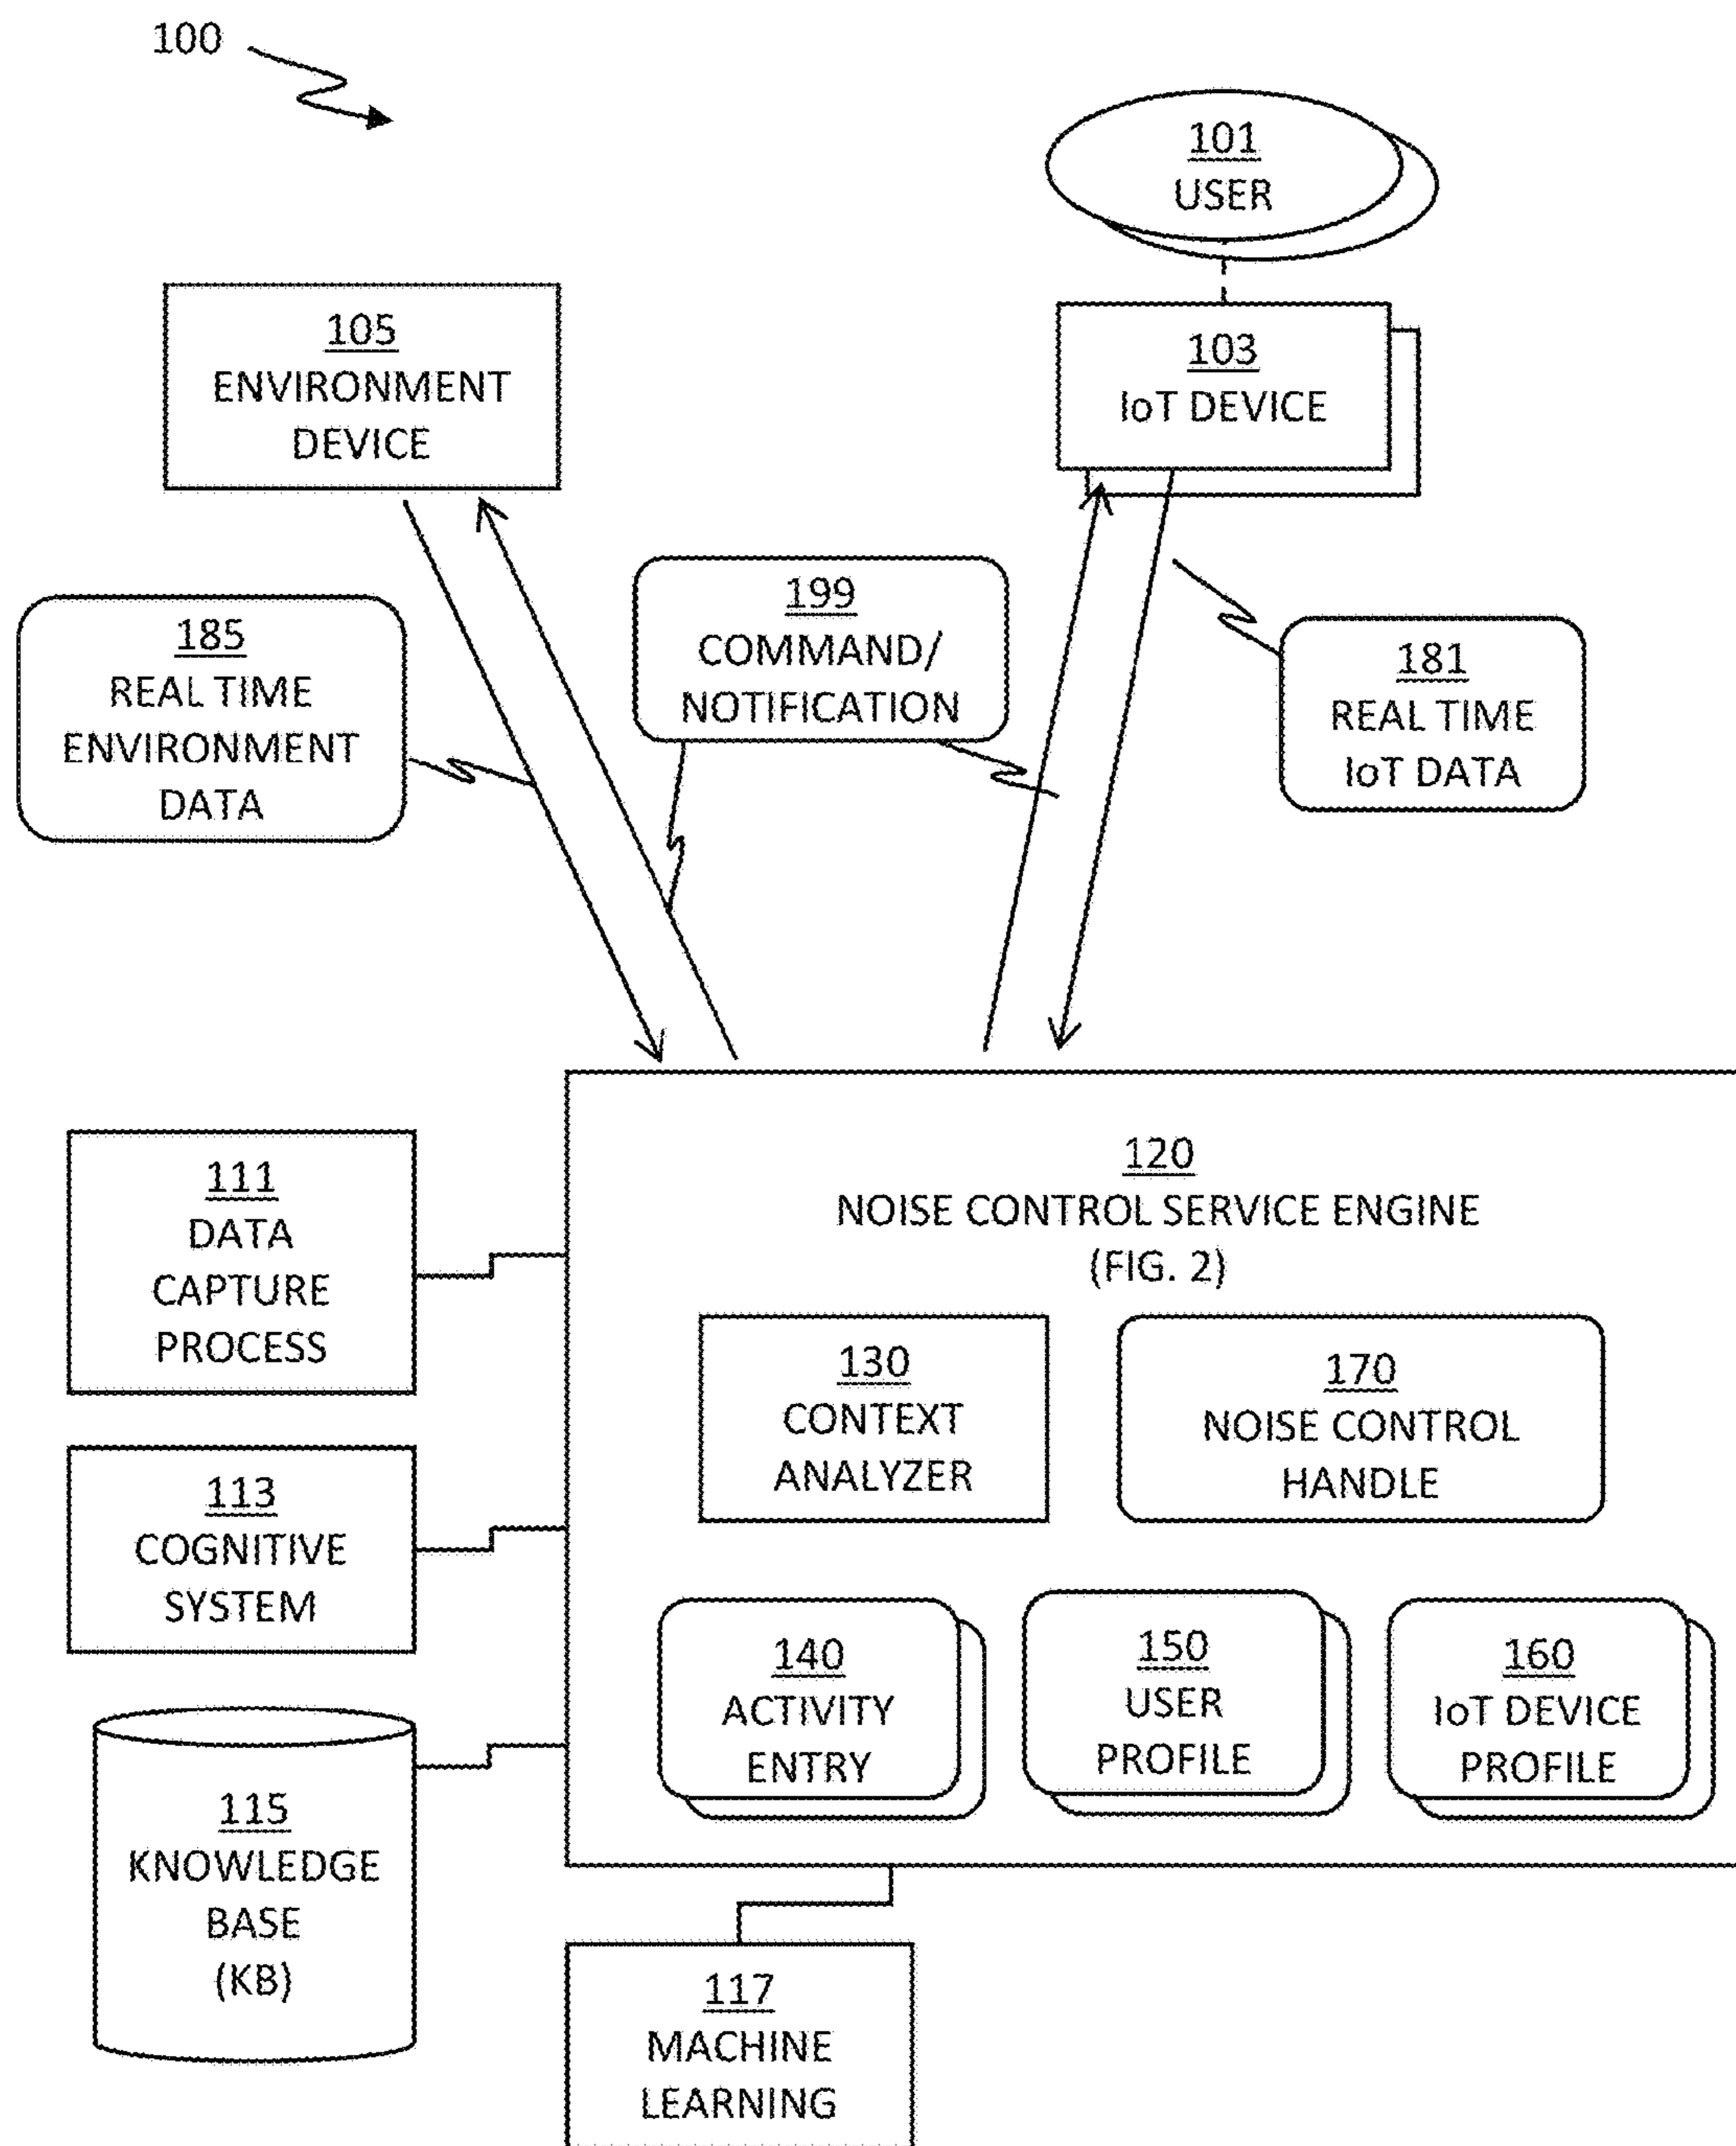 100
101
USER
105
ENVIRONMENT
DEVICE
103
IoT DEVICE
199
COMMAND/
NOTIFICATION
185
REAL TIME
ENVIRONMENT
DATA
181
REAL TIME
IoT DATA
120
NOISE CONTROL SERVICE ENGINE
(FIG. 2)
111
DATA
CAPTURE
PROCESS
130
CONTEXT
ANALYZER
170
NOISE CONTROL
HANDLE
113
COGNITIVE
SYSTEM
140
ACTIVITY
ENTRY
150
USER
PROFILE
160
IoT DEVICE
PROFILE
115
KNOWLEDGE
BASE
(KB)
117
MACHINE
LEARNING